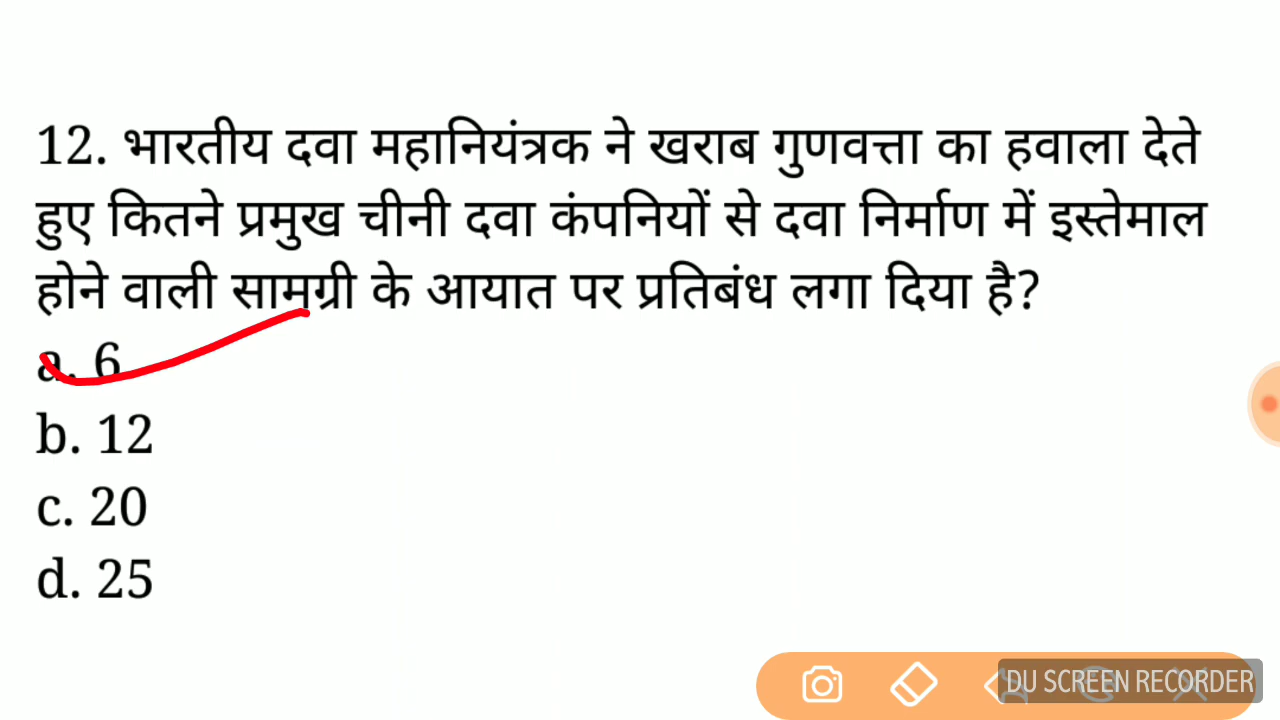 12. भारतीय दवा महानियंत्रक ने खराब गुणवत्ता का हवाला देते
हुए कितने प्रमुख चीनी दवा कंपनियों से दवा निर्माण में इस्तेमाल
होने वाली सामग्री के आयात पर प्रतिबंध लगा दिया है?
a. 6
b. 12
c. 20
d. 25
DU SCREEN RECORDER